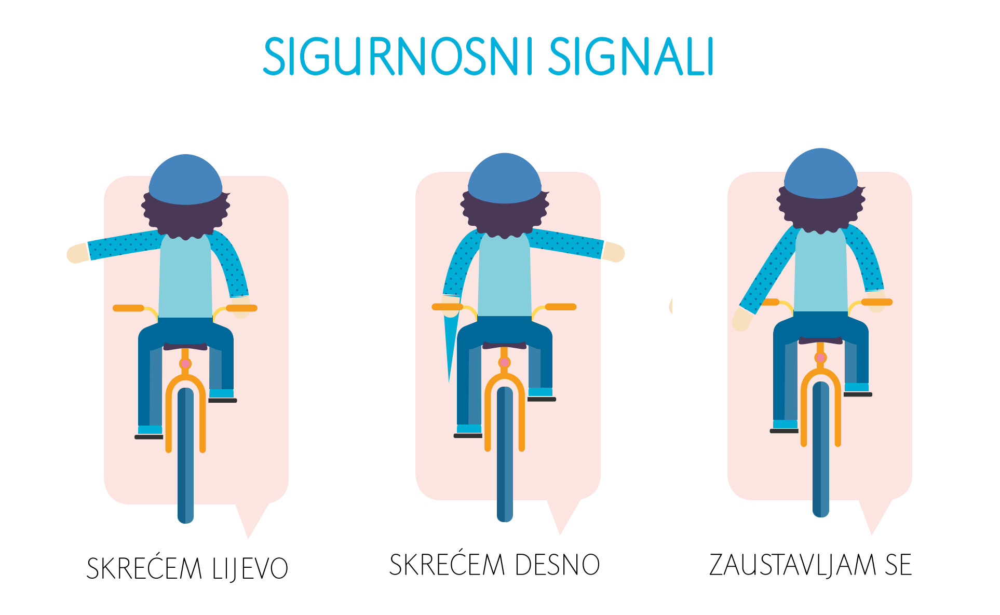 SIGURNOSNI SIGNALI
SKREĆEM LIJEVO
SKREĆEM DESNO
ZAUSTAVLJAM SE